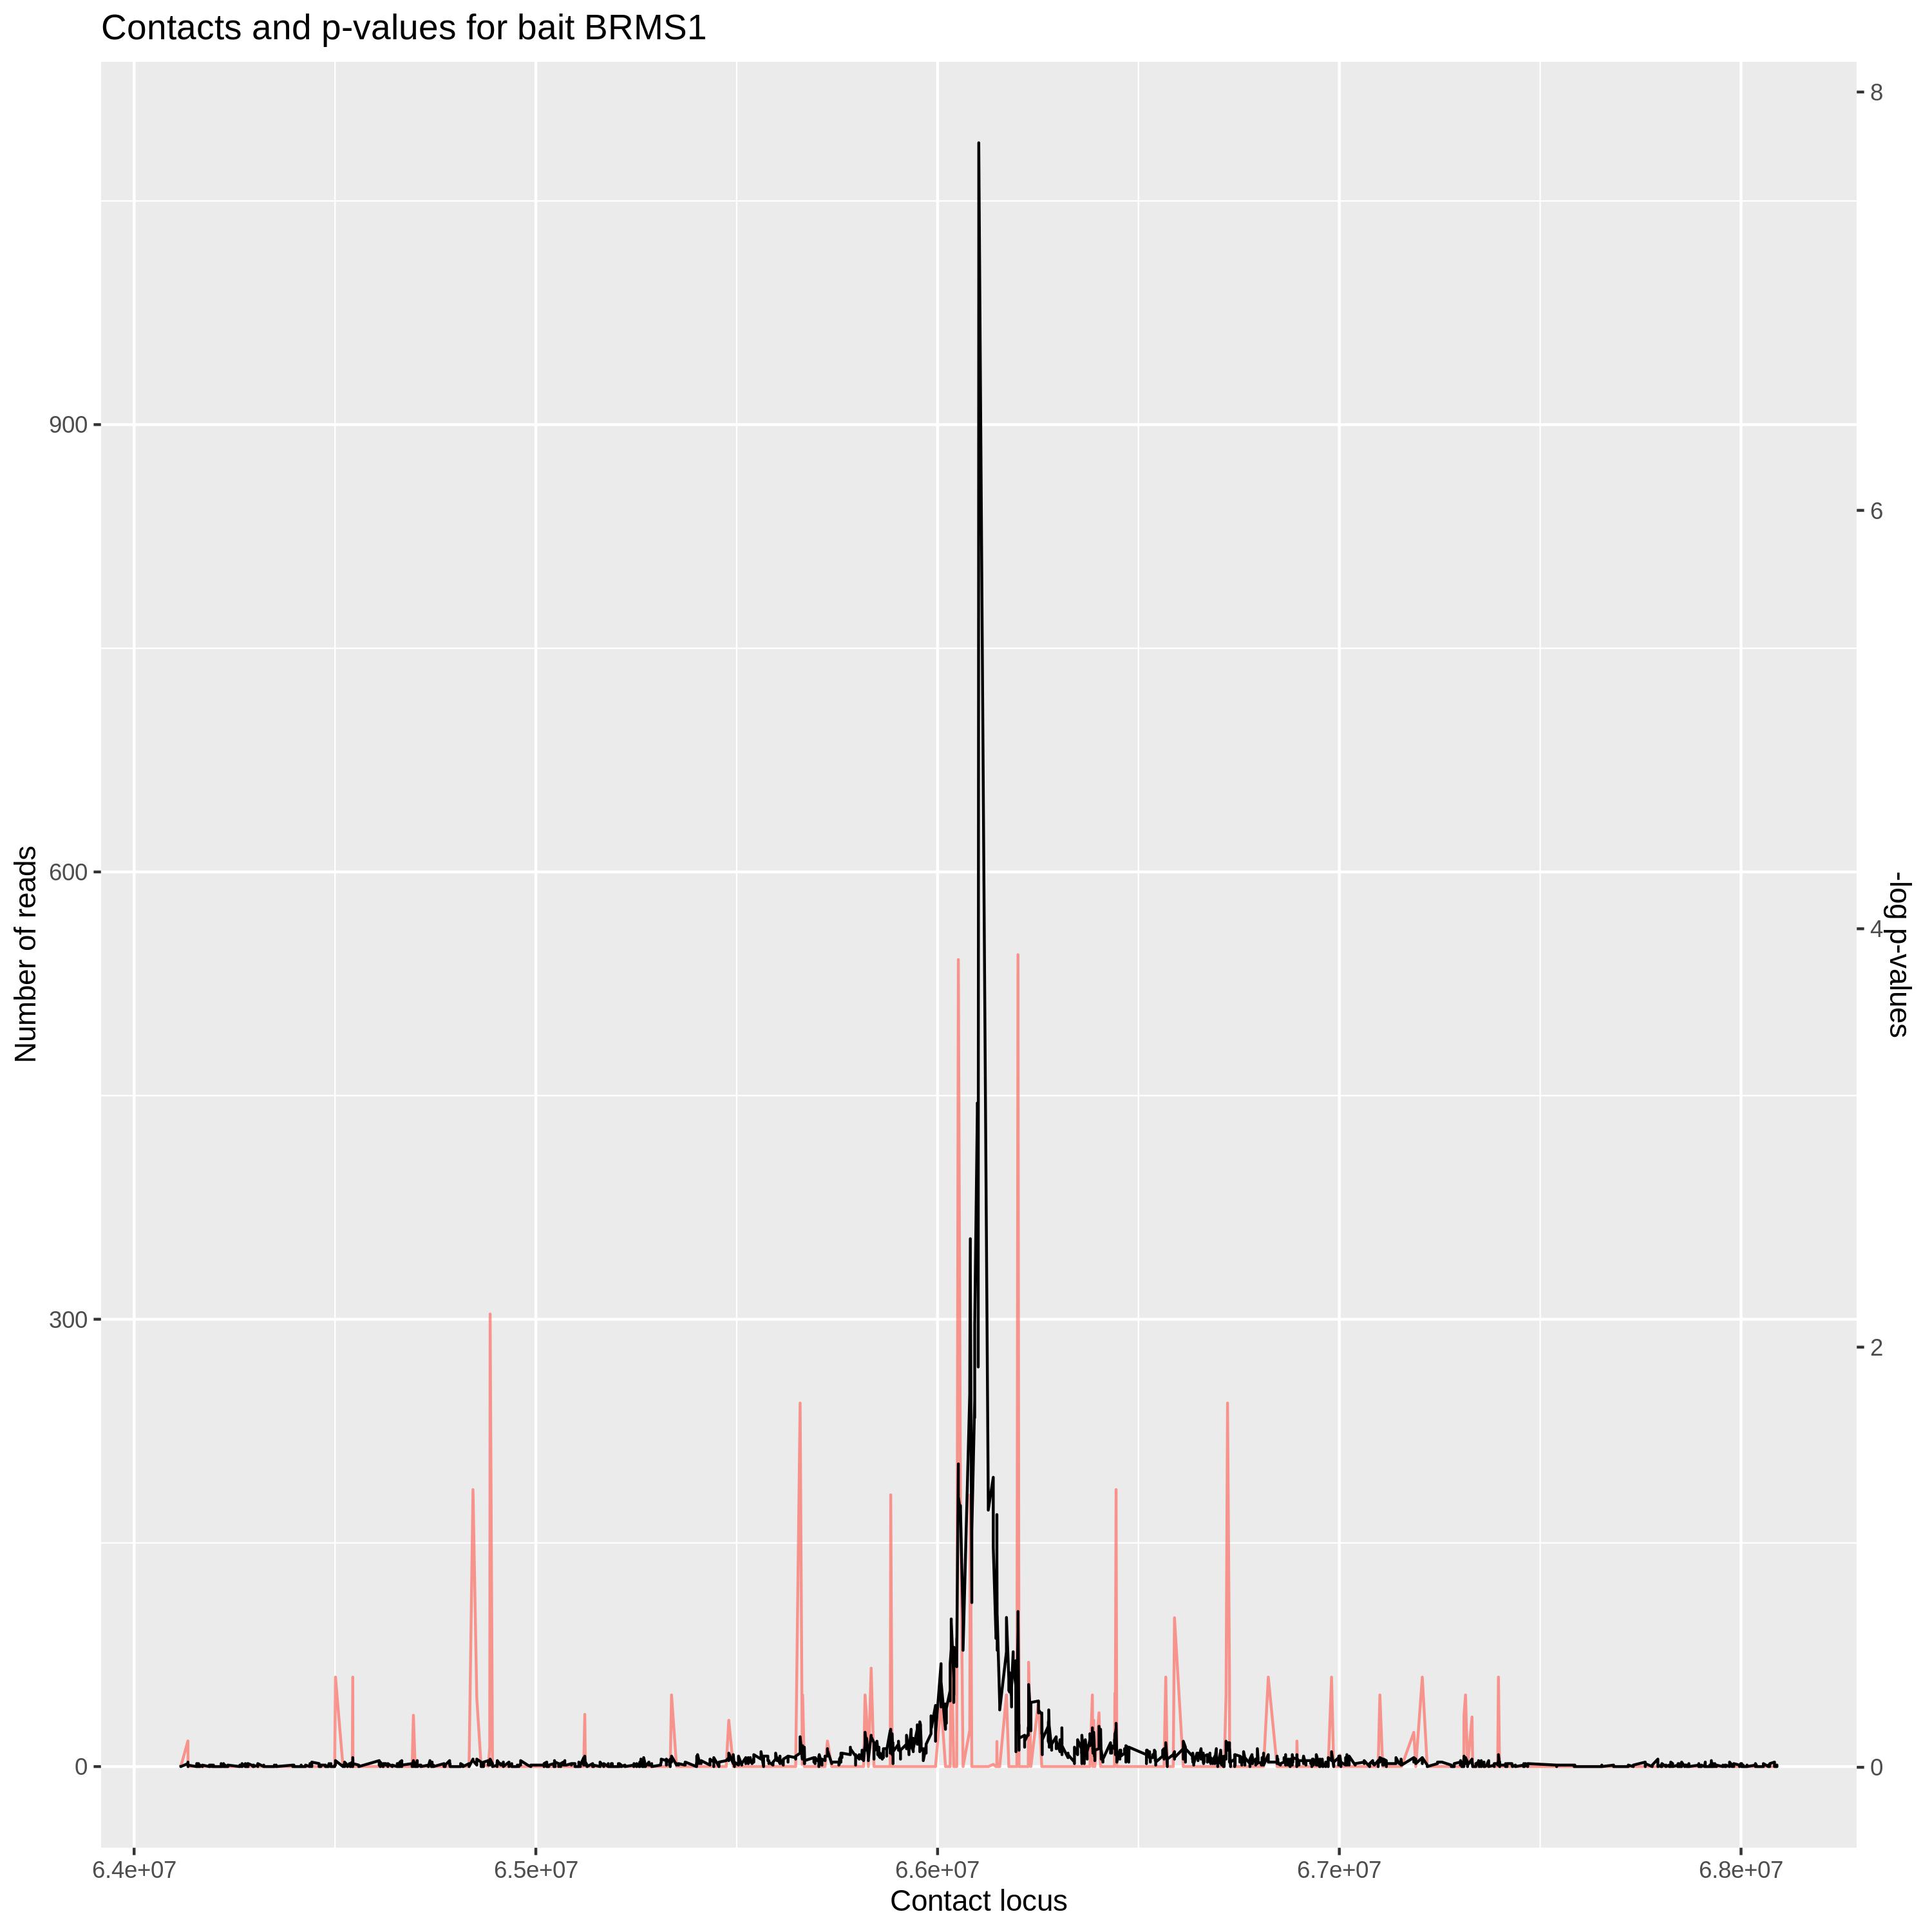 Contacts and p-values for bait BRMS1
8
900
6
600
4
Number of reads
-log p-values
300
2
0
0
6.4e+07
6.5e+07
6.6e+07
6.7e+07
6.8e+07
Contact locus